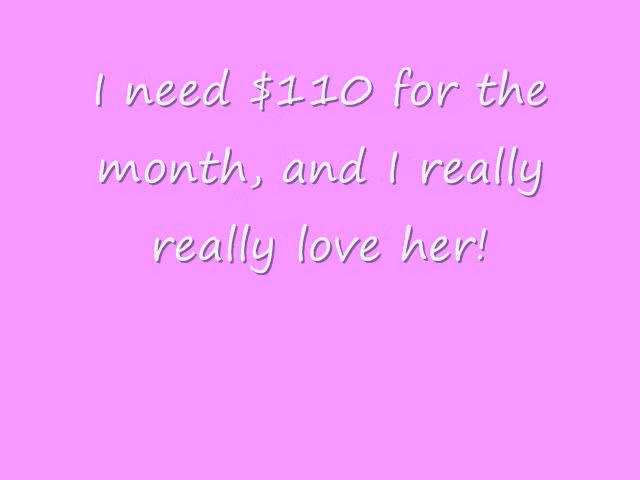 I need $110 for the
month, and I really
really love her!